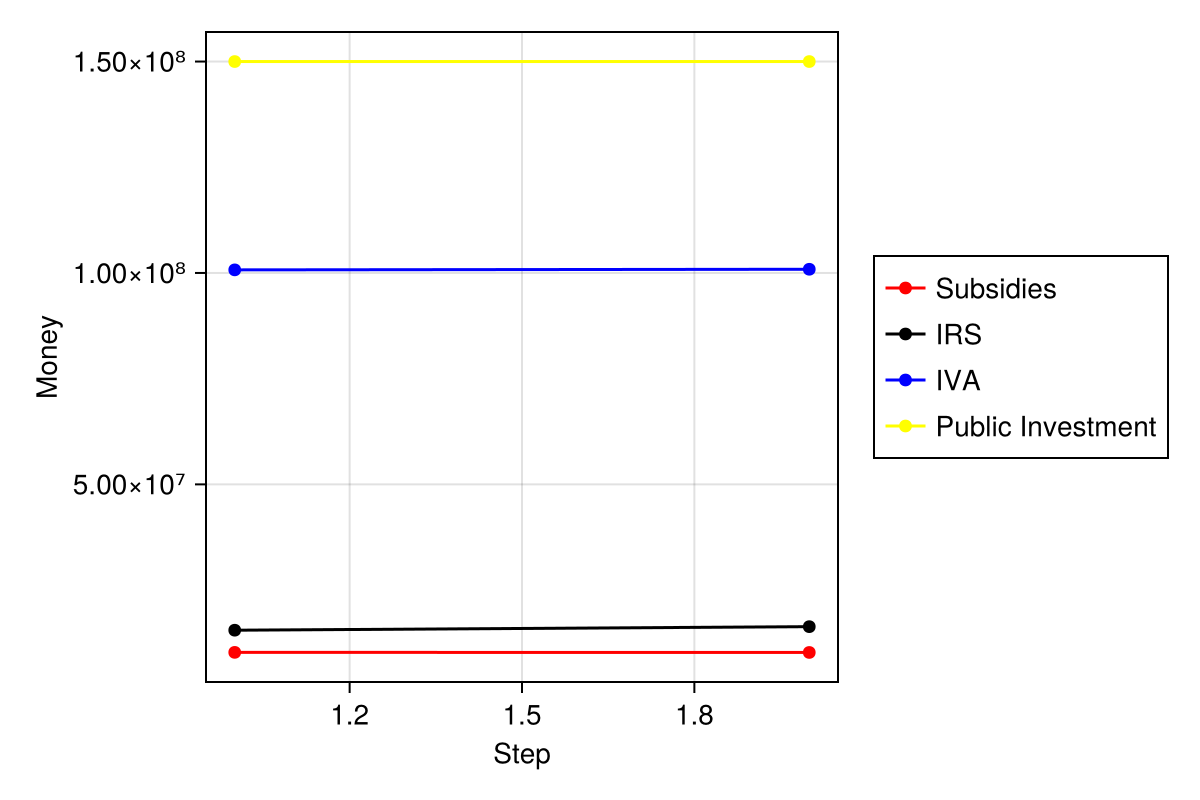 1.50×10⁸
1.00×10⁸
5.00×10⁷
Money
1.2
1.5
1.8
Step
Subsidies
IRS
IVA
Public Investment